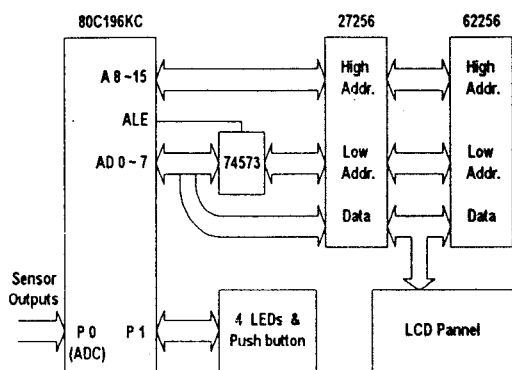 80C196KC
27256
62256
A 8 ~ 15
High
Addr.
High
Addr.
ALE
AD 0 ~ 7
74573
Low
Addr.
Low
Addr.
Data
Data
Sensor
Outputs
P 0
(ADC)
P 1
4 LEDs &
Push button
LCD Pannel